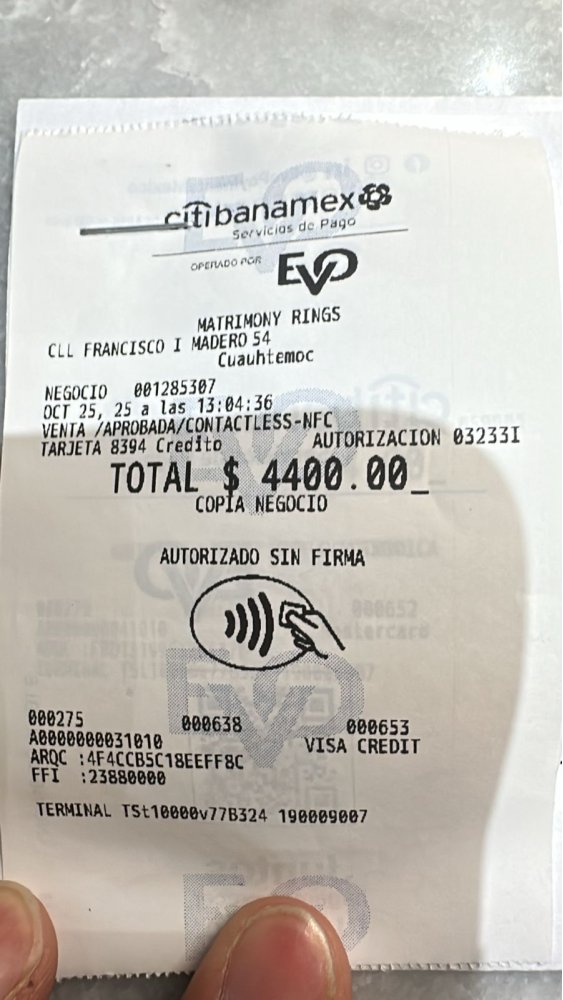 citibanamex
Servicios de Pago
OPERADO POR EVO
MATRIMONY RINGS
CLL FRANCISCO I MADERO 54
Cuauhtemoc
NEGOCIO 001285307
OCT 25, 25 a las 13:04:36
VENTA /APROBADA/CONTACTLESS-NFC
TARJETA 8394 Credito AUTORIZACION 03233I
TOTAL $ 4400.00_
COPIA NEGOCIO
AUTORIZADO SIN FIRMA
000275 000638 000653
A0000000031010 VISA CREDIT
ARQC :4F4CCB5C18EEFF8C
FFI :23880000
TERMINAL TSt10000v77B324 190009007
EVO